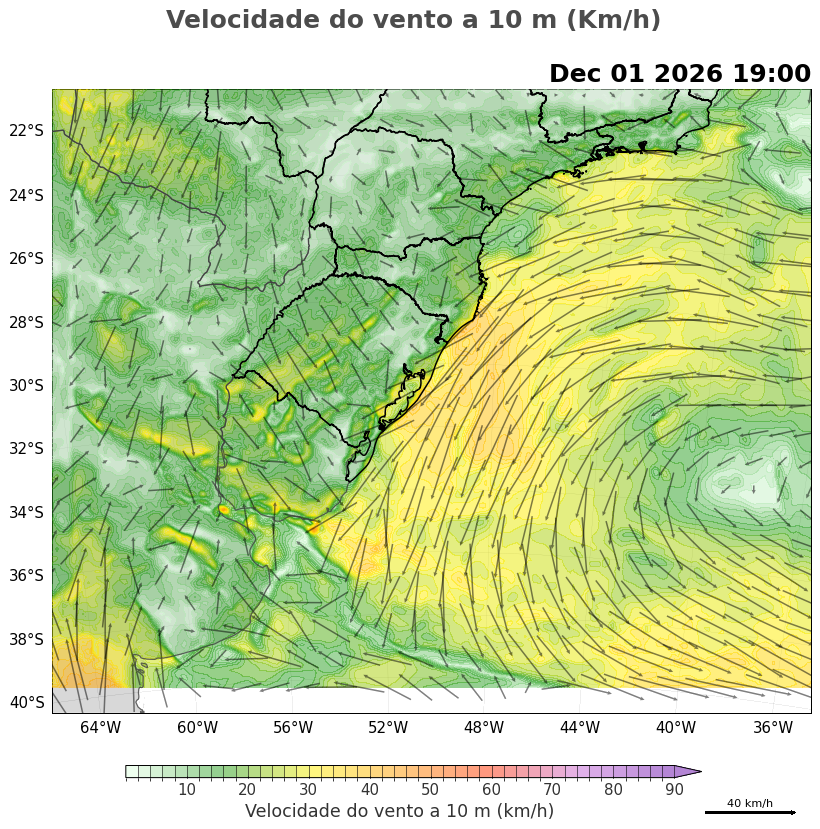 Velocidade do vento a 10 m (Km/h)
Dec 01 2026 19:00
22°S
24°S
26°S
28°S
30°S
32°S
34°S
36°S
38°S
40°S
64°W 60°W 56°W 52°W 48°W 44°W 40°W 36°W
10 20 30 40 50 60 70 80 90
Velocidade do vento a 10 m (km/h)
40 km/h